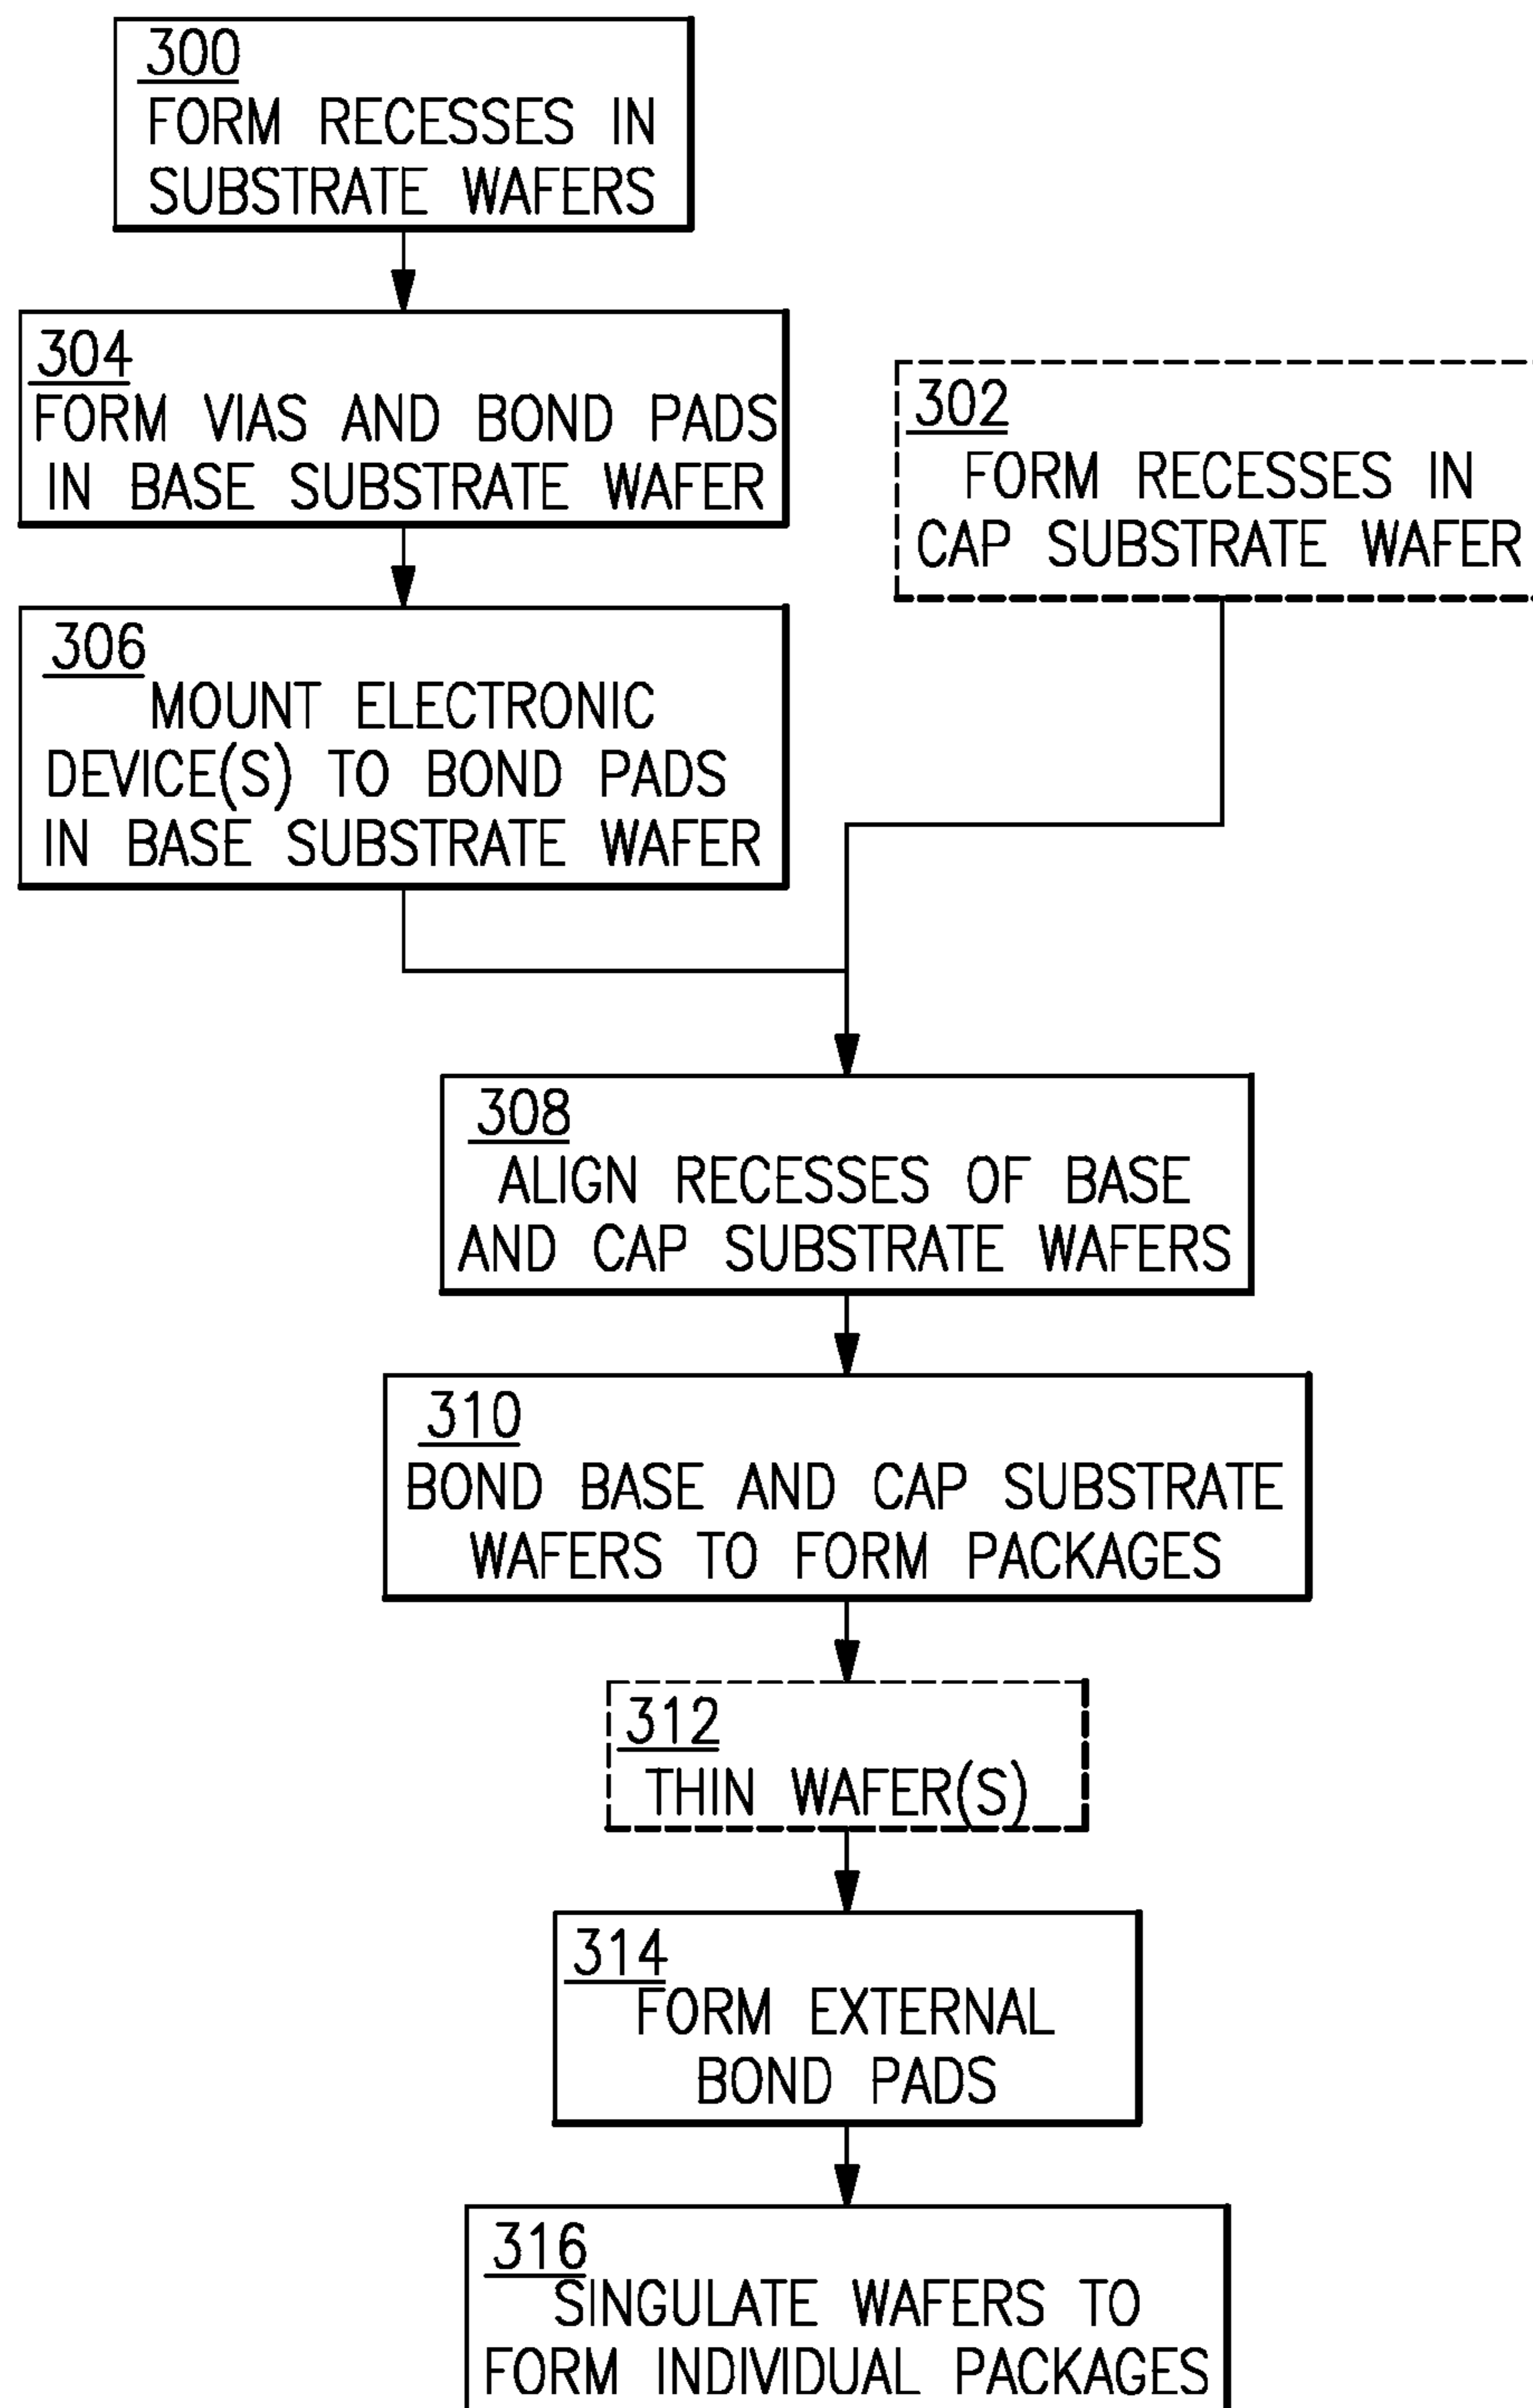 300
FORM RECESSES IN
SUBSTRATE WAFERS
304
FORM VIAS AND BOND PADS
IN BASE SUBSTRATE WAFER
302
FORM RECESSES IN
CAP SUBSTRATE WAFER
306
MOUNT ELECTRONIC
DEVICE(S) TO BOND PADS
IN BASE SUBSTRATE WAFER
308
ALIGN RECESSES OF BASE
AND CAP SUBSTRATE WAFERS
310
BOND BASE AND CAP SUBSTRATE
WAFERS TO FORM PACKAGES
312
THIN WAFER(S)
314
FORM EXTERNAL
BOND PADS
316
SINGULATE WAFERS TO
FORM INDIVIDUAL PACKAGES